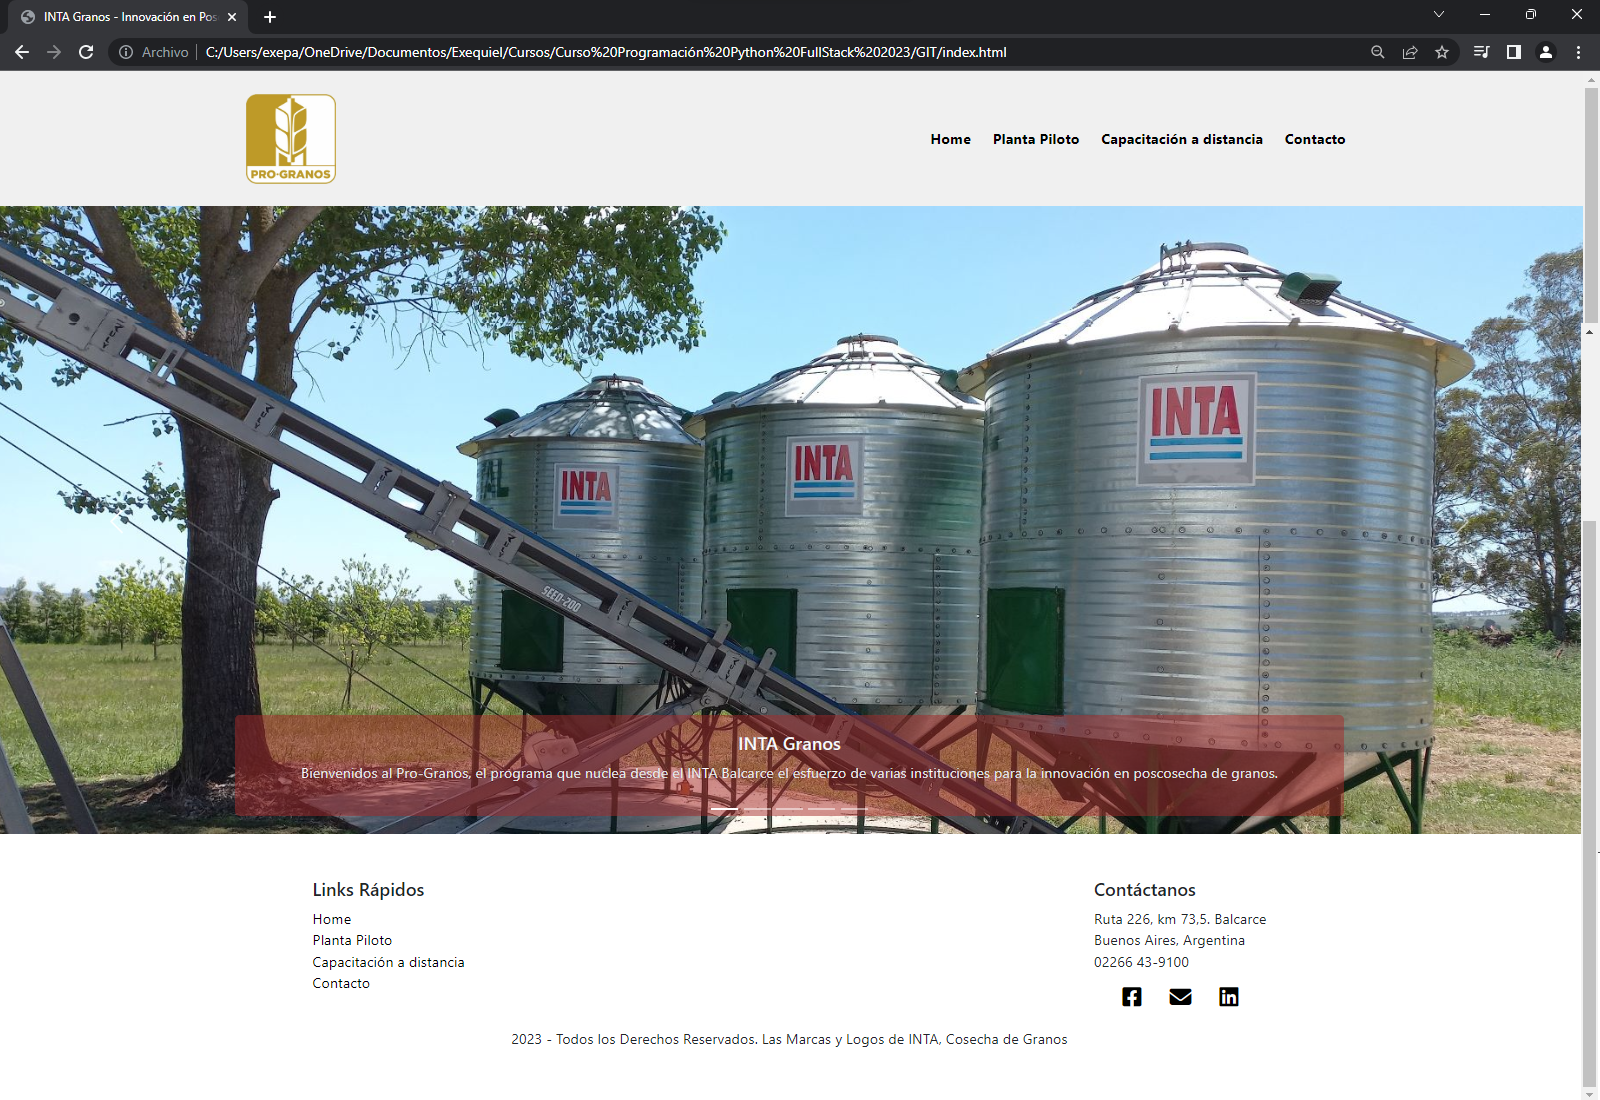 INTA Granos - Innovación en Pos
Archivo
C:/Users/exepa/OneDrive/Documentos/Exequiel/Cursos/Curso%20Programación%20Python%20FullStack%202023/GIT/index.html
PRO-GRANOS
Home Planta Piloto Capacitación a distancia Contacto
INTA
INTA
INTA
AL
SEED-200
INTA Granos
Bienvenidos al Pro-Granos, el programa que nuclea desde el INTA Balcarce el esfuerzo de varias instituciones para la innovación en poscosecha de granos.
Links Rápidos
Home
Planta Piloto
Capacitación a distancia
Contacto
Contáctanos
Ruta 226, km 73,5. Balcarce
Buenos Aires, Argentina
02266 43-9100
2023 - Todos los Derechos Reservados. Las Marcas y Logos de INTA, Cosecha de Granos